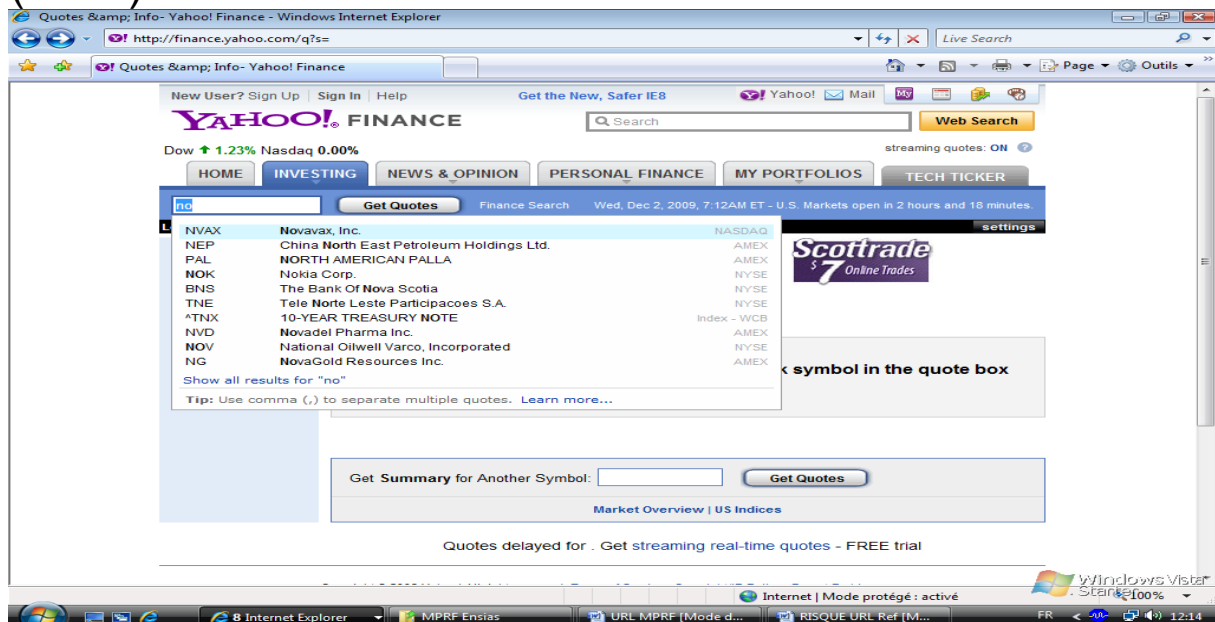 Quotes &amp; Info- Yahoo! Finance - Windows Internet Explorer
http://finance.yahoo.com/q?s=
Live Search
Quotes &amp; Info- Yahoo! Finance
Page
Outils
New User? Sign Up Sign In Help Get the New, Safer IE8 Yahoo! Mail My
YAHOO! FINANCE Search Web Search
Dow 1.23% Nasdaq 0.00% streaming quotes: ON
HOME INVESTING NEWS & OPINION PERSONAL FINANCE MY PORTFOLIOS TECH TICKER
no Get Quotes Finance Search Wed, Dec 2, 2009, 7:12AM ET - U.S. Markets open in 2 hours and 18 minutes.
settings
NVAX Novavax, Inc. NASDAQ
NEP China North East Petroleum Holdings Ltd. AMEX
PAL NORTH AMERICAN PALLA AMEX
NOK Nokia Corp. NYSE
BNS The Bank Of Nova Scotia NYSE
TNE Tele Norte Leste Participacoes S.A. NYSE
^TNX 10-YEAR TREASURY NOTE Index - WCB
NVD Novadel Pharma Inc. AMEX
NOV National Oilwell Varco, Incorporated NYSE
NG NovaGold Resources Inc. AMEX
Show all results for "no"
Tip: Use comma (,) to separate multiple quotes. Learn more...
Scottrade
$7 Online Trades
symbol in the quote box
Get Summary for Another Symbol: Get Quotes
Market Overview | US Indices
Quotes delayed for . Get streaming real-time quotes - FREE trial
Internet | Mode protégé : activé
100%
Windows Vista
8 Internet Explorer
MPRF Ensias
URL MPRF [Mode d...
RISQUE URL Ref [M...
FR
12:14